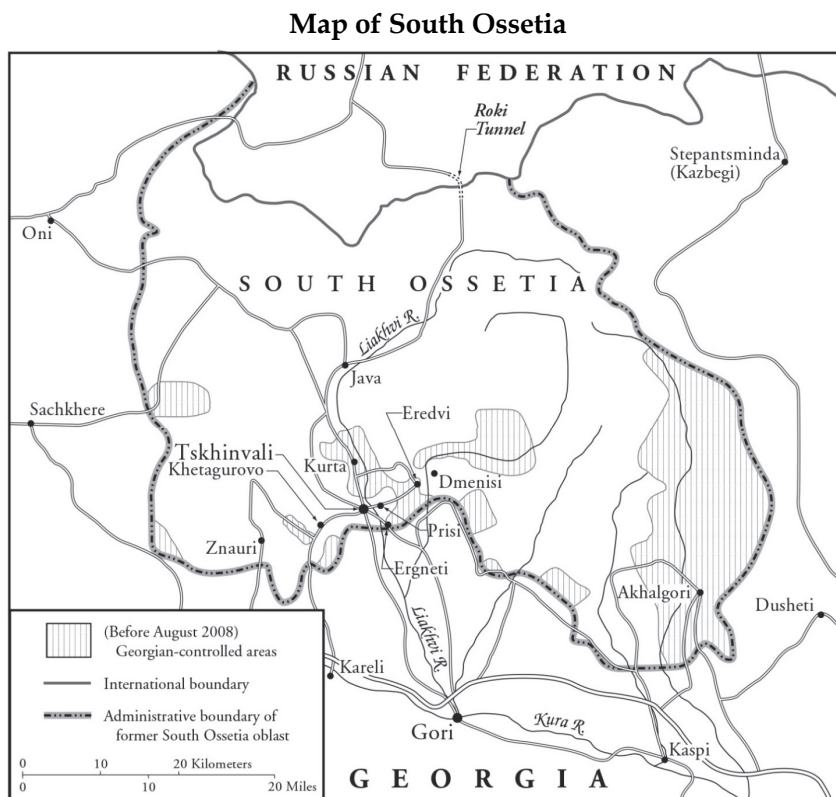 Map of South Ossetia
RUSSIAN FEDERATION
Roki
Tunnel
Stepantsminda
(Kazbegi)
Oni
SOUTH OSSETIA
Liakhvi R.
Java
Sachkhere
Eredvi
Tskhinvali
Khetagurovo
Kurta
Dmenisi
Znauri
Prisi
Ergneti
Akhalgori
Dusheti
Liakhvi R.
Kareli
Gori
Kura R.
Kaspi
GEORGIA
(Before August 2008)
Georgian-controlled areas
International boundary
Administrative boundary of
former South Ossetia oblast
0 10 20 Kilometers
0 10 20 Miles